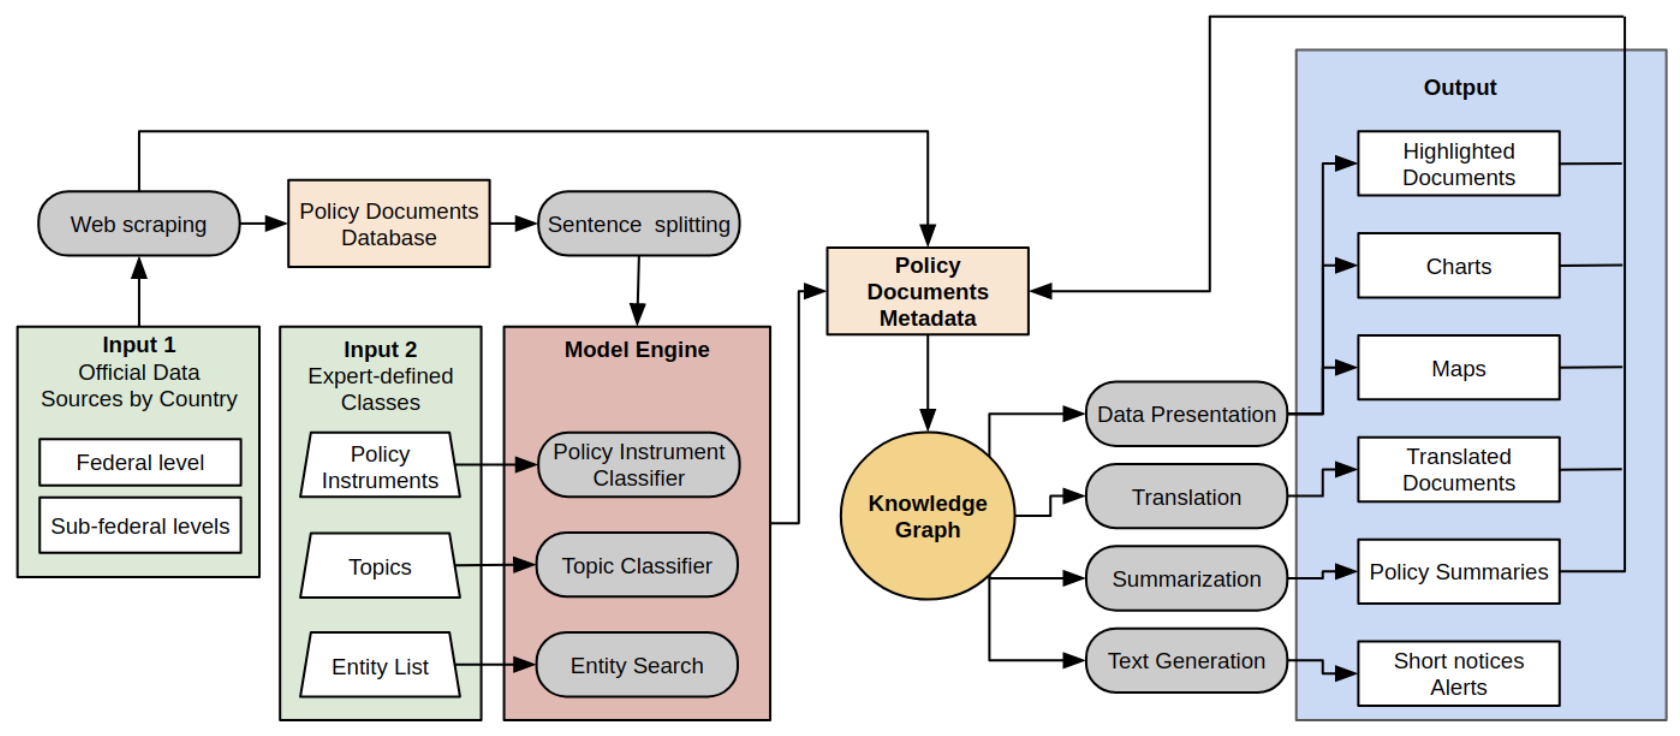 Output
Highlighted
Documents
Web scraping
Policy Documents
Database
Sentence splitting
Charts
Policy
Documents
Metadata
Input 1
Official Data
Sources by Country
Federal level
Sub-federal levels
Input 2
Expert-defined
Classes
Policy
Instruments
Topics
Entity List
Model Engine
Policy Instrument
Classifier
Topic Classifier
Entity Search
Knowledge
Graph
Data Presentation
Translation
Summarization
Text Generation
Maps
Translated
Documents
Policy Summaries
Short notices
Alerts